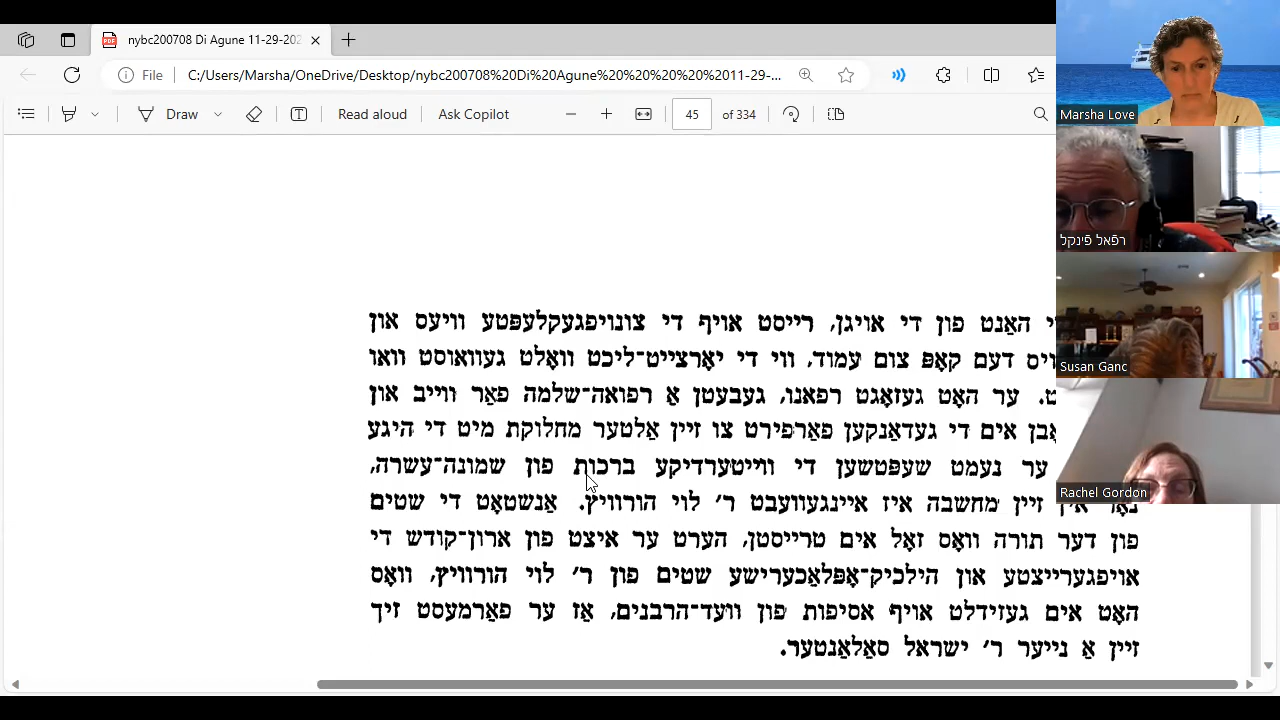 nybc200708 Di Agune 11-29-202
File
C:/Users/Marsha/OneDrive/Desktop/nybc200708%20Di%20Agune%20%20%20%20%2011-29-...
Draw
Read aloud
Ask Copilot
45
of 334
האַנט פון די אויגן, רייסט אויף די צונויפגעקלעפּטע וויעס און
דעם קאָפּ צום עמוד, ווי די יאָרצייט־ליכט וואָלט געוואוסט וואו
ער האָט געזאָגט רפאנו, געבעטן אַ רפואה־שלמה פאַר ווייב און
אים די געדאַנקען פאַרפירט צו זיין אַלטער מחלוקת מיט די היגע
ער נעמט שעפּטשען די ווייטערדיקע ברכות פון שמונה־עשרה,
נאָר אין זיין מחשבה איז איינגעוועבט ר׳ לוי הורוויץ. אַנשטאָט די שטים
פון דער תורה וואָס זאָל אים טרייסטן, הערט ער איצט פון ארון־קודש די
אויפגערייצטע און הילכיק־אָפּלאַכערישע שטים פון ר׳ לוי הורוויץ, וואָס
האָט אים געזידלט אויף אסיפות פון וועד־הרבנים, אַז ער פאַרמעסט זיך
זיין אַ נייער ר׳ ישראל סאַלאַנטער.
Marsha Love
רפֿאל פֿינקל
Susan Ganc
Rachel Gordon